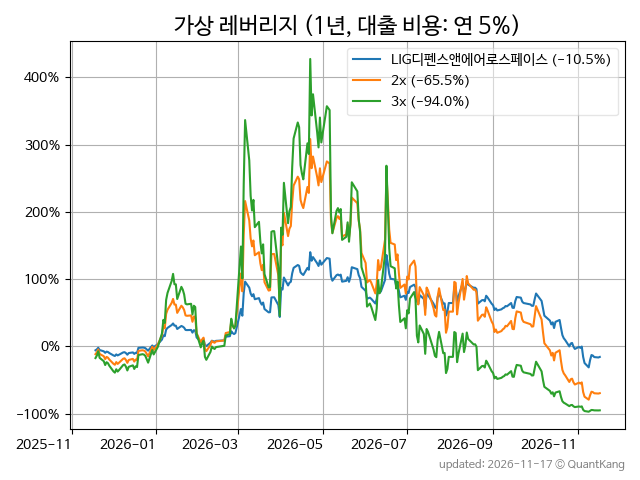 가상 레버리지 (1년, 대출 비용: 연 5%)
LIG디펜스앤에어로스페이스 (−10.5%)
2x (−65.5%)
3x (−94.0%)
400%
300%
200%
100%
0%
−100%
2025-11 2026-01 2026-03 2026-05 2026-07 2026-09 2026-11
updated: 2026-11-17 © QuantKang